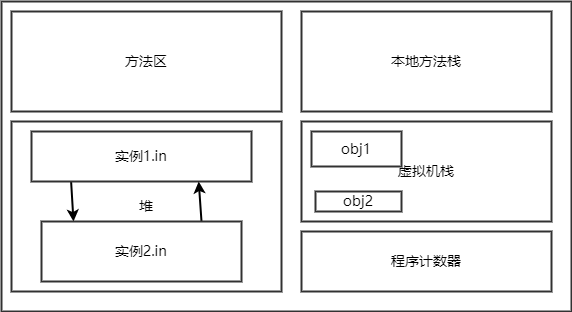 方法区
本地方法栈
实例1.in
堆
实例2.in
obj1
虚拟机栈
obj2
程序计数器